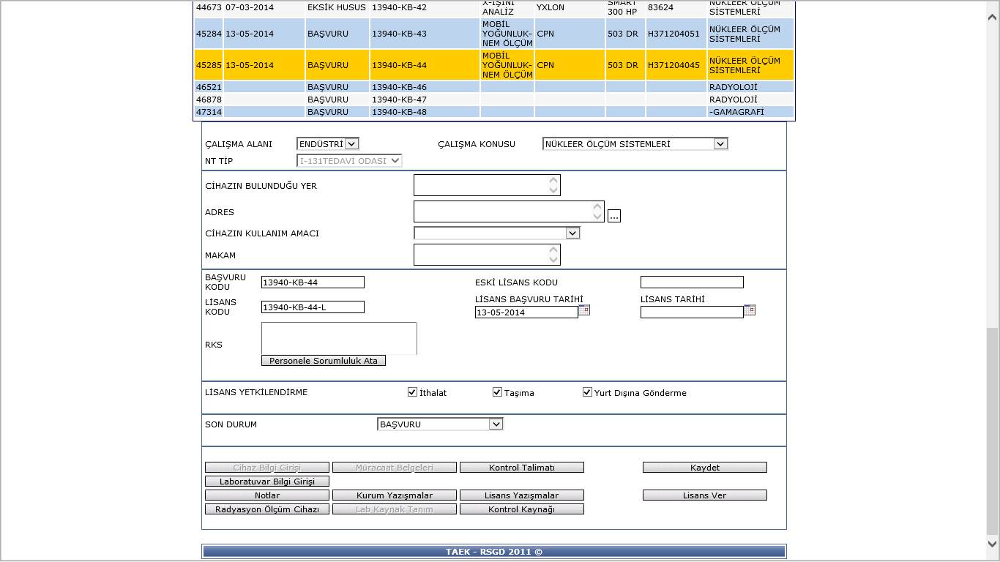 44673 07-03-2014 EKSİK HUSUS 13940-KB-42 X-IŞINI ANALİZ YXLON SMART 300 HP 83624 NÜKLEER ÖLÇÜM SİSTEMLERİ
45284 13-05-2014 BAŞVURU 13940-KB-43 MOBİL YOĞUNLUK-NEM ÖLÇÜM CPN 503 DR H371204051 NÜKLEER ÖLÇÜM SİSTEMLERİ
45285 13-05-2014 BAŞVURU 13940-KB-44 MOBİL YOĞUNLUK-NEM ÖLÇÜM CPN 503 DR H371204045 NÜKLEER ÖLÇÜM SİSTEMLERİ
46521 BAŞVURU 13940-KB-46 RADYOLOJİ
46878 BAŞVURU 13940-KB-47 RADYOLOJİ
47314 BAŞVURU 13940-KB-48 -GAMAGRAFİ
ÇALIŞMA ALANI ENDÜSTRİ ÇALIŞMA KONUSU NÜKLEER ÖLÇÜM SİSTEMLERİ
NT TİP I-131TEDAVİ ODASI
CİHAZIN BULUNDUĞU YER
ADRES ...
CİHAZIN KULLANIM AMACI
MAKAM
BAŞVURU KODU 13940-KB-44 ESKİ LİSANS KODU
LİSANS KODU 13940-KB-44-L LİSANS BAŞVURU TARİHİ 13-05-2014 LİSANS TARİHİ
RKS
Personele Sorumluluk Ata
LİSANS YETKİLENDİRME İthalat Taşıma Yurt Dışına Gönderme
SON DURUM BAŞVURU
Cihaz Bilgi Girişi Müracaat Belgeleri Kontrol Talimatı Kaydet
Laboratuvar Bilgi Girişi
Notlar Kurum Yazışmalar Lisans Yazışmalar Lisans Ver
Radyasyon Ölçüm Cihazı Lab Kaynak Tanım Kontrol Kaynağı
TAEK - RSGD 2011 ©